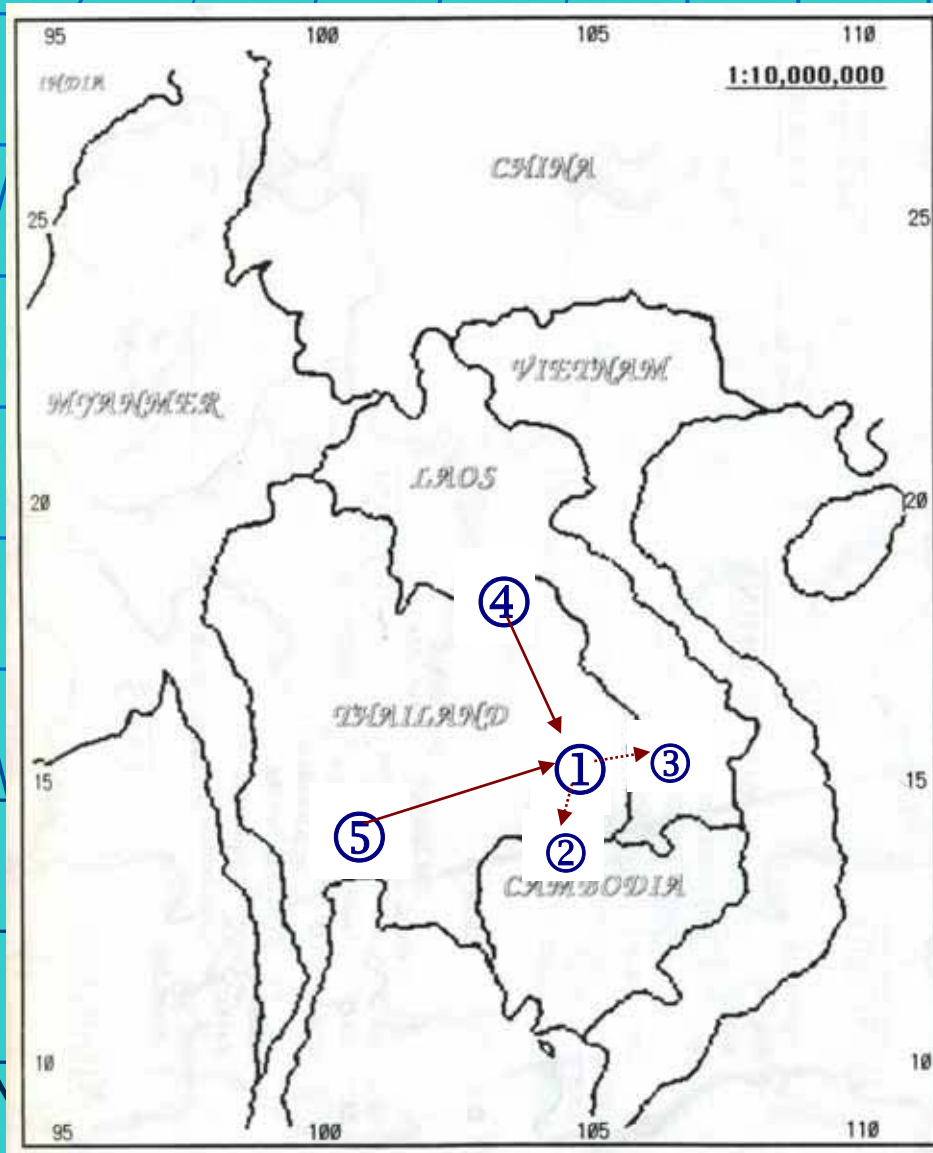 95 100 105 110
INDIA
1:10,000,000
CHINA
25 25
VIETNAM
MYANMER
LAOS
20 20
④
THAILAND
① ③
15 15
⑤
②
CAMBODIA
10 10
95 100 105 110